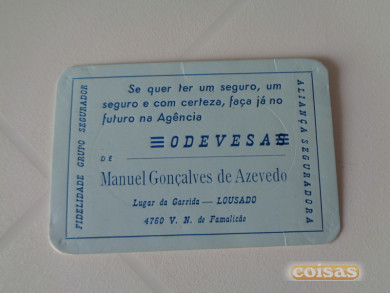 Se quer ter um seguro, um
seguro e com certeza, faça já no
futuro na Agência
ODEVESA
DE
Manuel Gonçalves de Azevedo
Lugar da Garrida — LOUSADO
4760 V. N. de Famalicão
FIDELIDADE GRUPO SEGURADOR
ALIANÇA SEGURADORA
coisas